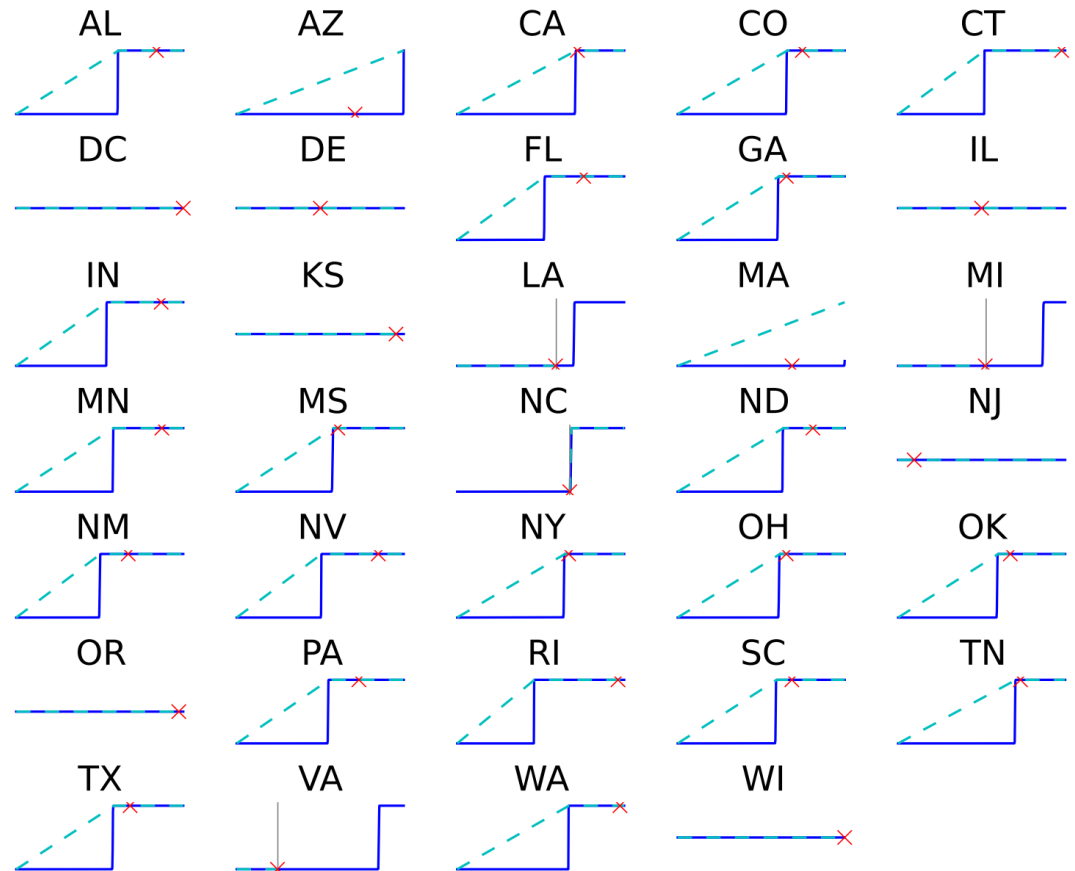 AL AZ CA CO CT
DC DE FL GA IL
IN KS LA MA MI
MN MS NC ND NJ
NM NV NY OH OK
OR PA RI SC TN
TX VA WA WI